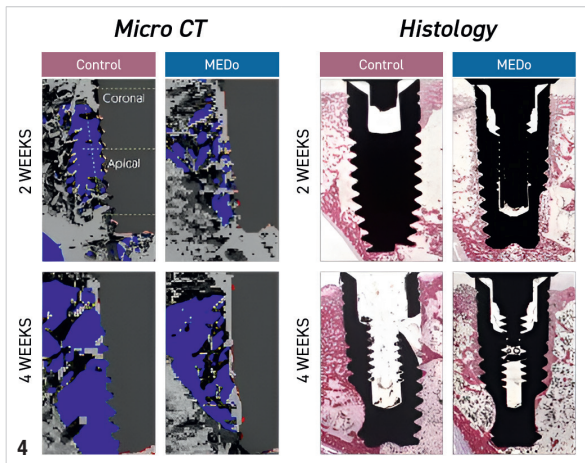 Micro CT
Histology
Control
MEDo
Control
MEDo
2 WEEKS
Coronal
Apical
2 WEEKS
4 WEEKS
4 WEEKS
4